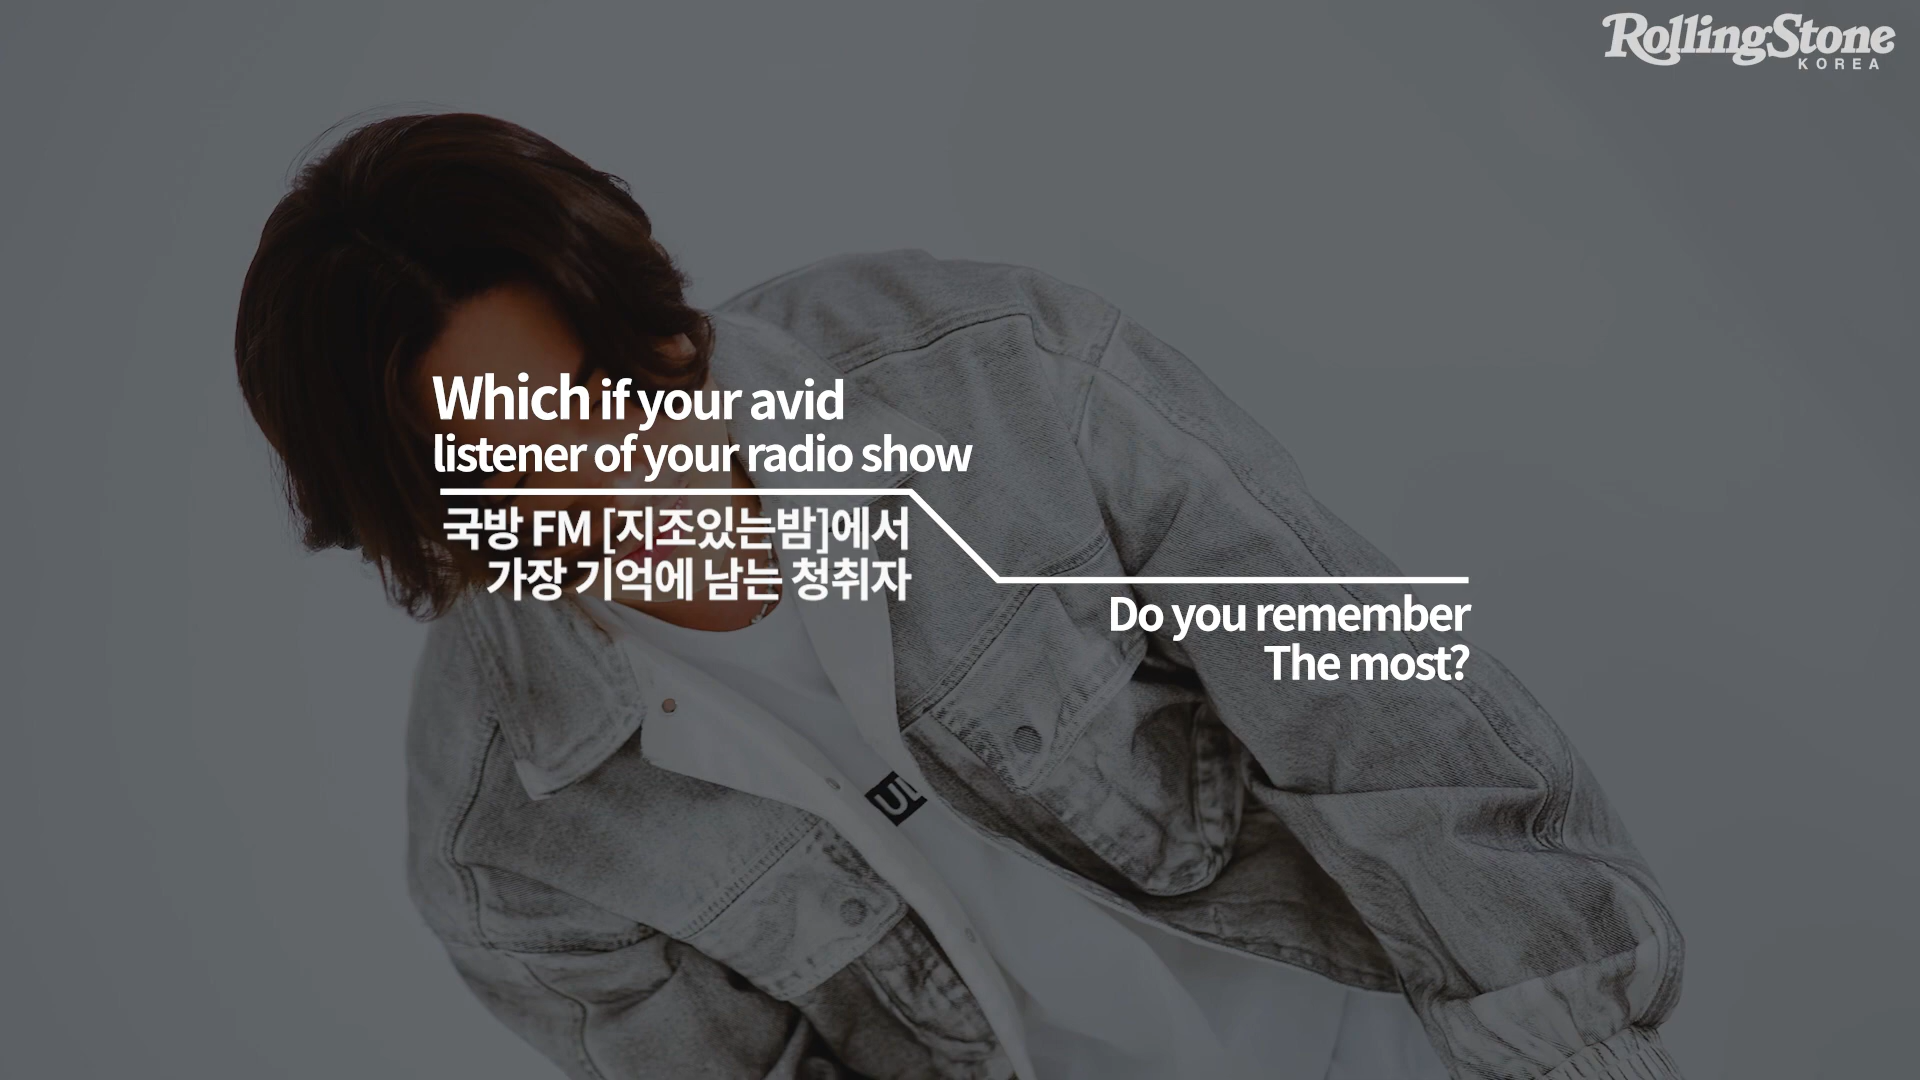 RollingStone
KOREA
Which if your avid
listener of your radio show
국방 FM [지조있는밤]에서
가장 기억에 남는 청취자
Do you remember
The most?